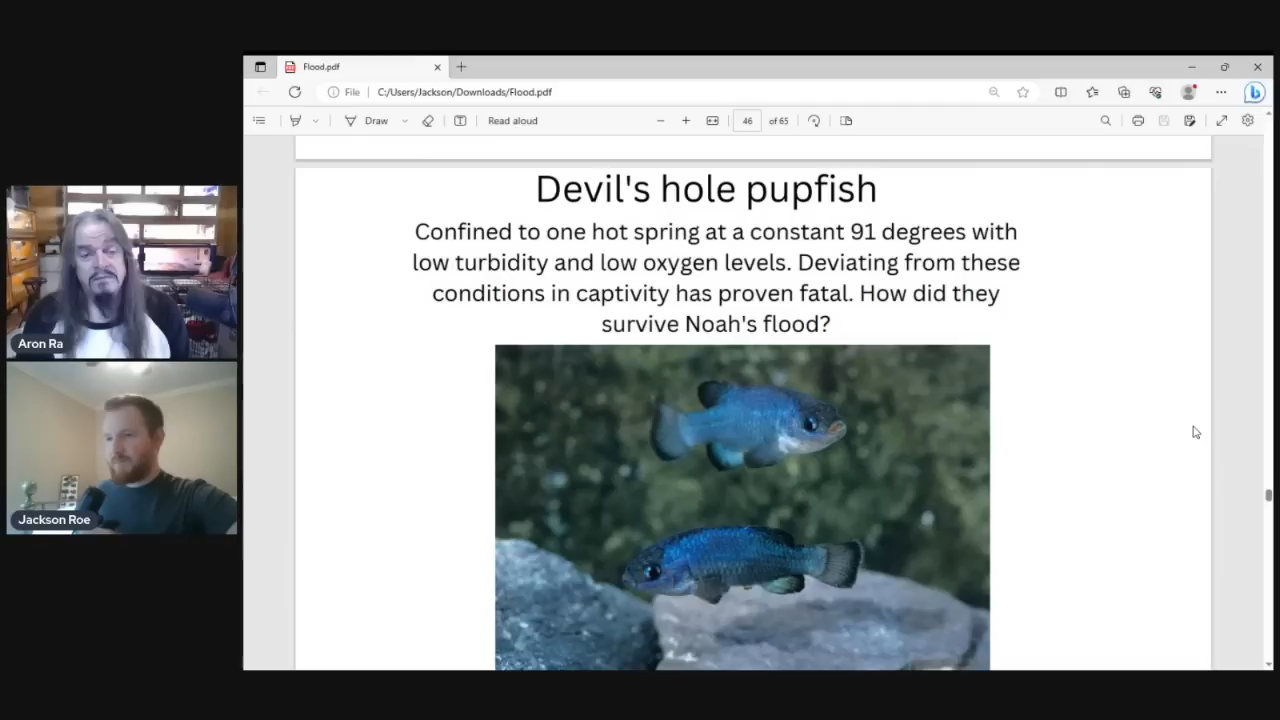 Flood.pdf
File
C:/Users/Jackson/Downloads/Flood.pdf
Draw
Read aloud
46
of 65
Devil's hole pupfish
Confined to one hot spring at a constant 91 degrees with
low turbidity and low oxygen levels. Deviating from these
conditions in captivity has proven fatal. How did they
survive Noah's flood?
Aron Ra
Jackson Roe